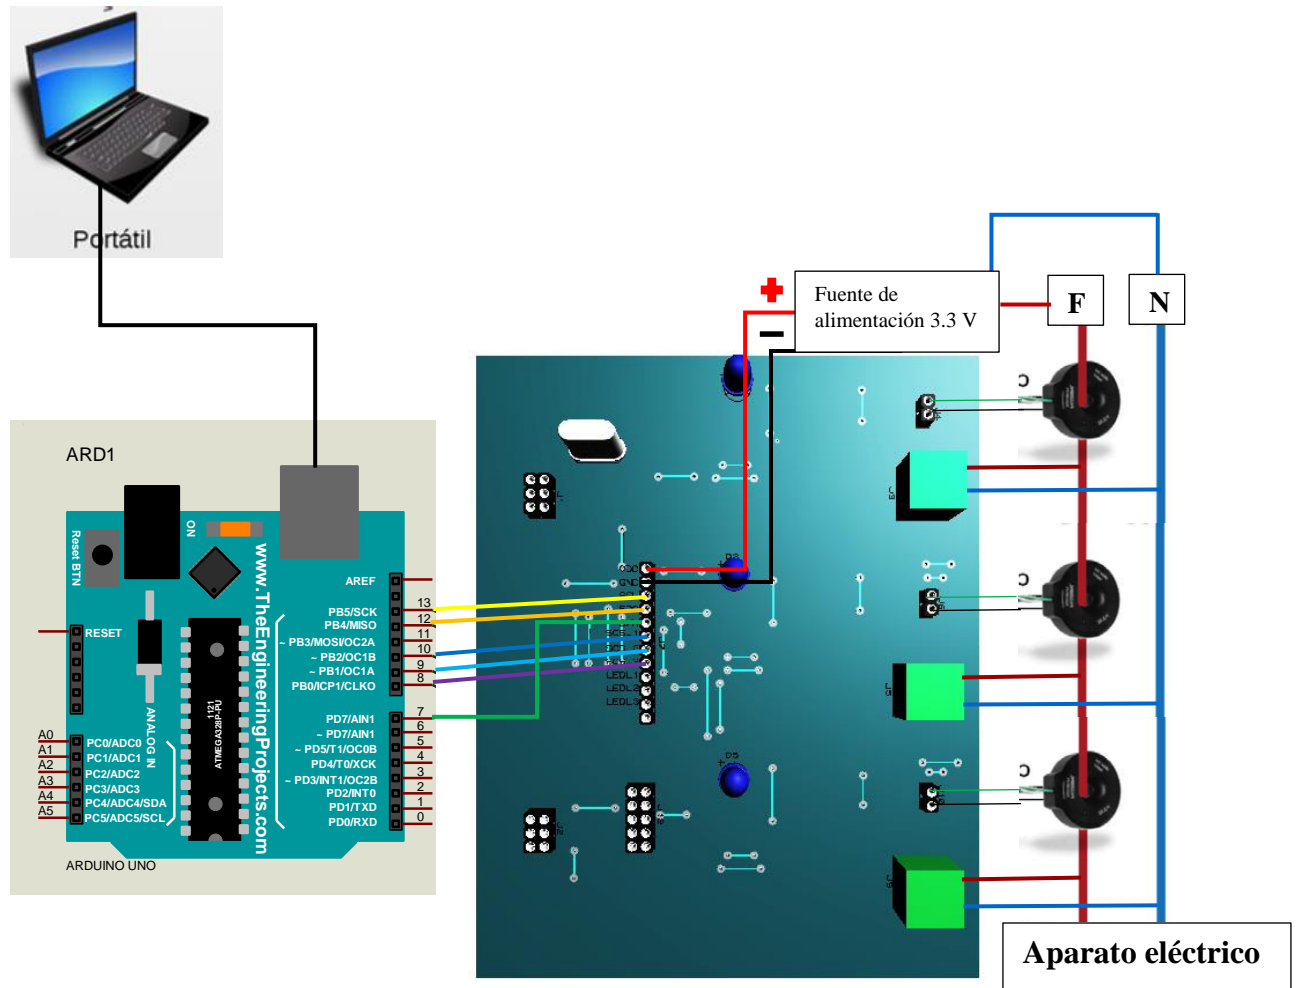 Portátil
Fuente de
alimentación 3.3 V
F
N
ARD1
Reset BTN
ON
www.TheEngineeringProjects.com
AREF
PB5/SCK
13
PB4/MISO
12
~ PB3/MOSI/OC2A
11
~ PB2/OC1B
10
~ PB1/OC1A
9
PB0/ICP1/CLKO
8
RESET
ANALOG IN
1121
ATMEGA328P-PU
PD7/AIN1
7
~ PD7/AIN1
6
~ PD5/T1/OC0B
5
PD4/T0/XCK
4
~ PD3/INT1/OC2B
3
PD2/INT0
2
PD1/TXD
1
PD0/RXD
0
A0
PC0/ADC0
A1
PC1/ADC1
A2
PC2/ADC2
A3
PC3/ADC3
A4
PC4/ADC4/SDA
A5
PC5/ADC5/SCL
ARDUINO UNO
GND
LEDL1
LEDL2
LEDL3
D5
Aparato eléctrico